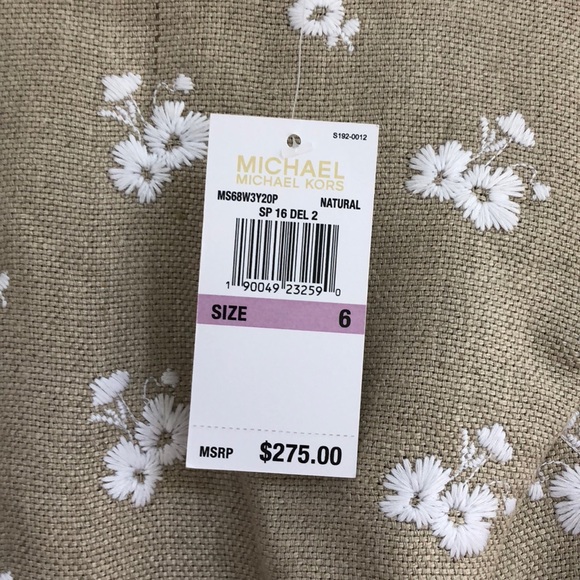 S192-0012
MICHAEL
MICHAEL KORS
MS68W3Y20P NATURAL
SP 16 DEL 2
1 90049 23259 0
SIZE 6
MSRP $275.00